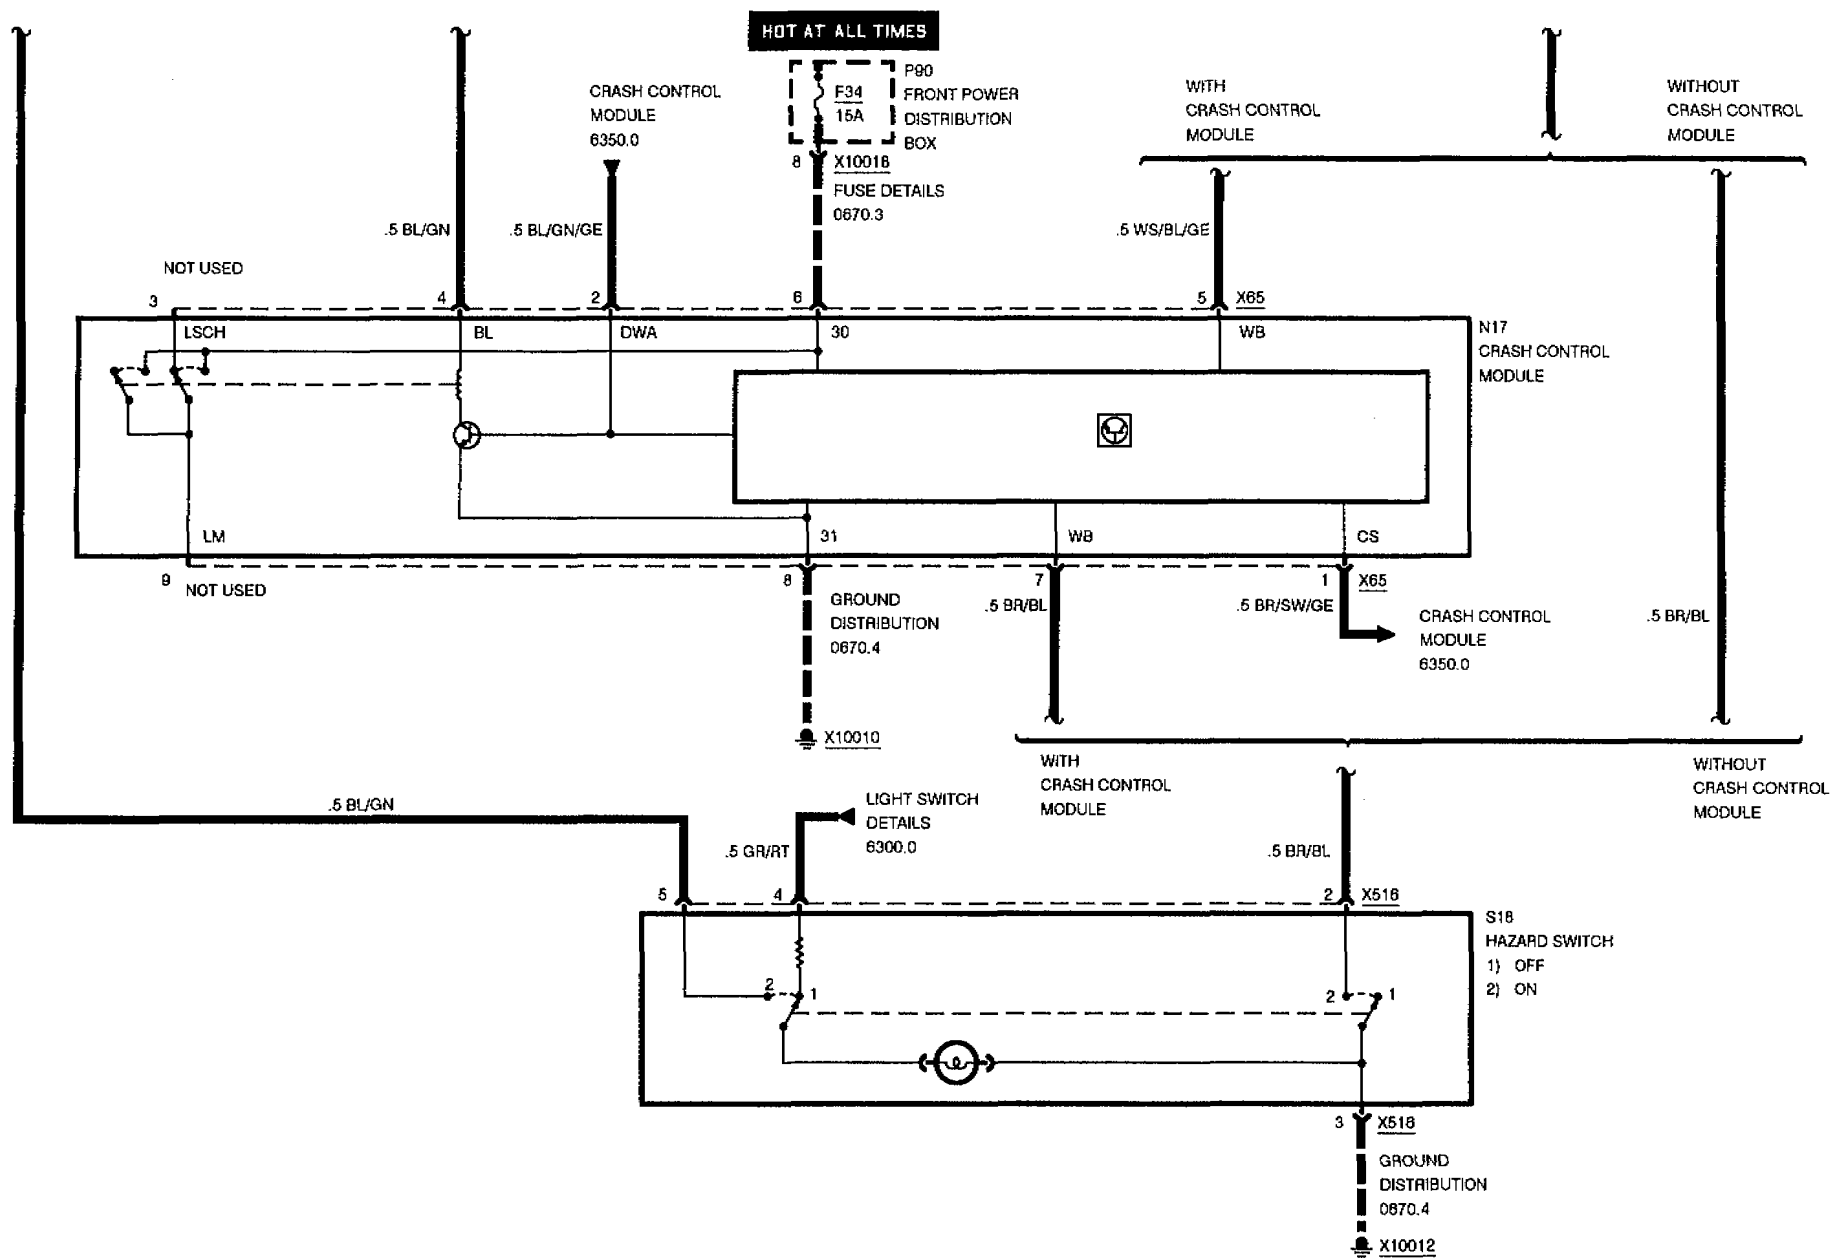 HOT AT ALL TIMES
P90
FRONT POWER
DISTRIBUTION
BOX
F34
15A
CRASH CONTROL
MODULE
6350.0
8
X10018
FUSE DETAILS
0670.3
WITH
CRASH CONTROL
MODULE
WITHOUT
CRASH CONTROL
MODULE
.5 BL/GN
.5 BL/GN/GE
.5 WS/BL/GE
NOT USED
3
4
2
6
5
X65
LSCH
BL
DWA
30
WB
N17
CRASH CONTROL
MODULE
LM
31
WB
CS
9
NOT USED
8
7
1
X65
GROUND
DISTRIBUTION
0670.4
.5 BR/BL
.5 BR/SW/GE
CRASH CONTROL
MODULE
6350.0
.5 BR/BL
X10010
WITH
CRASH CONTROL
MODULE
WITHOUT
CRASH CONTROL
MODULE
.5 BL/GN
LIGHT SWITCH
DETAILS
6300.0
.5 GR/RT
.5 BR/BL
5
4
2
X518
S18
HAZARD SWITCH
1) OFF
2) ON
2
1
2
1
3
X518
GROUND
DISTRIBUTION
0670.4
X10012